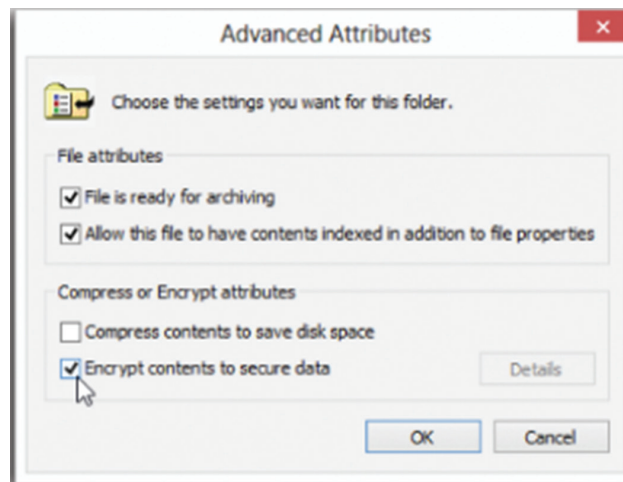 Advanced Attributes
Choose the settings you want for this folder.
File attributes
File is ready for archiving
Allow this file to have contents indexed in addition to file properties
Compress or Encrypt attributes
Compress contents to save disk space
Encrypt contents to secure data
Details
OK
Cancel